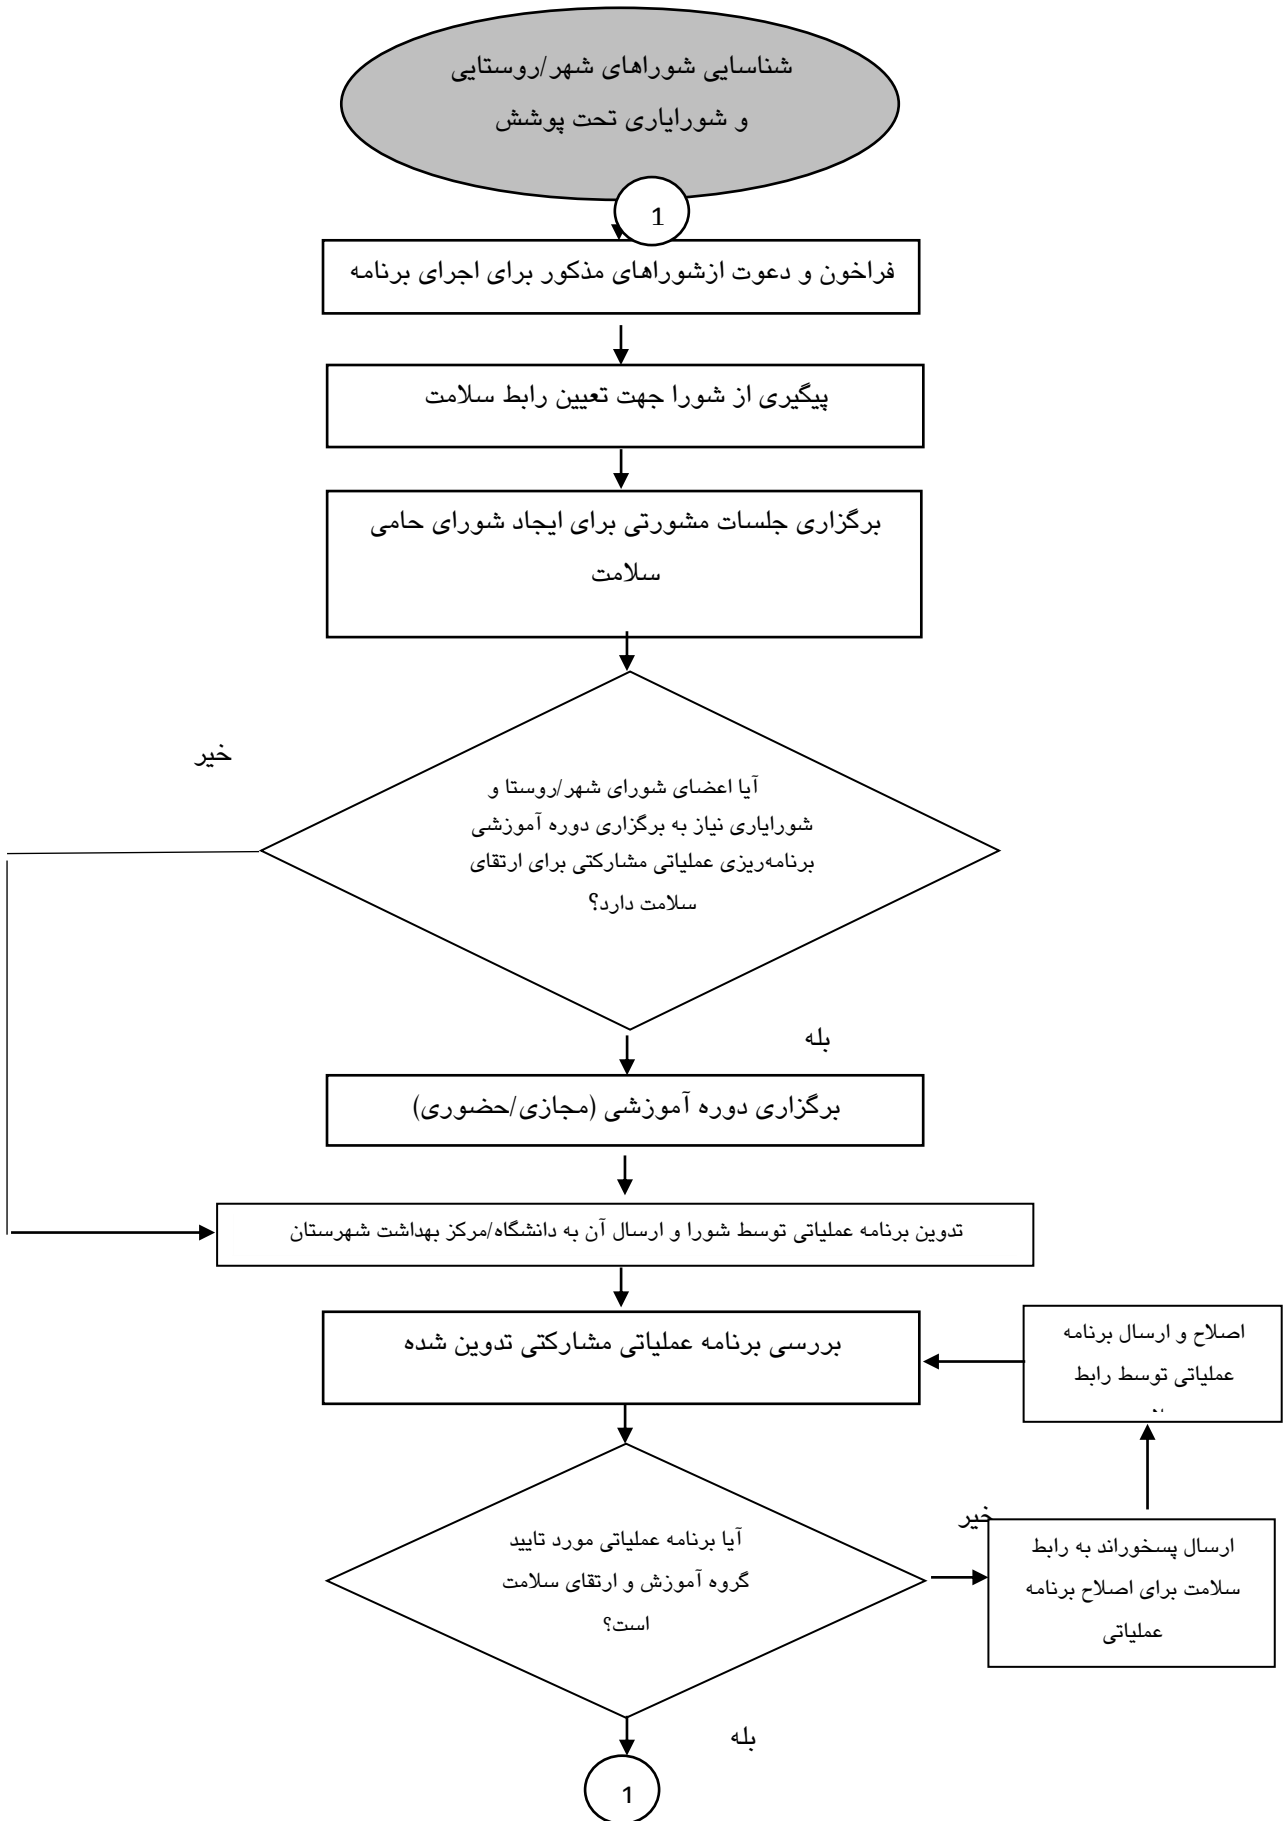 شناسایی شوراهای شهر/روستایی
و شورایاری تحت پوشش
1
فراخون و دعوت ازشوراهای مذکور برای اجرای برنامه
پیگیری از شورا جهت تعیین رابط سلامت
برگزاری جلسات مشورتی برای ایجاد شورای حامی
سلامت
خیر
آیا اعضای شورای شهر/روستا و
شورایاری نیاز به برگزاری دوره آموزشی
برنامه‌ریزی عملیاتی مشارکتی برای ارتقای
سلامت دارد؟
بله
برگزاری دوره آموزشی (مجازی/حضوری)
تدوین برنامه عملیاتی توسط شورا و ارسال آن به دانشگاه/مرکز بهداشت شهرستان
بررسی برنامه عملیاتی مشارکتی تدوین شده
اصلاح و ارسال برنامه
عملیاتی توسط رابط
آیا برنامه عملیاتی مورد تایید
گروه آموزش و ارتقای سلامت
است؟
خیر
ارسال پسخوراند به رابط
سلامت برای اصلاح برنامه
عملیاتی
بله
1